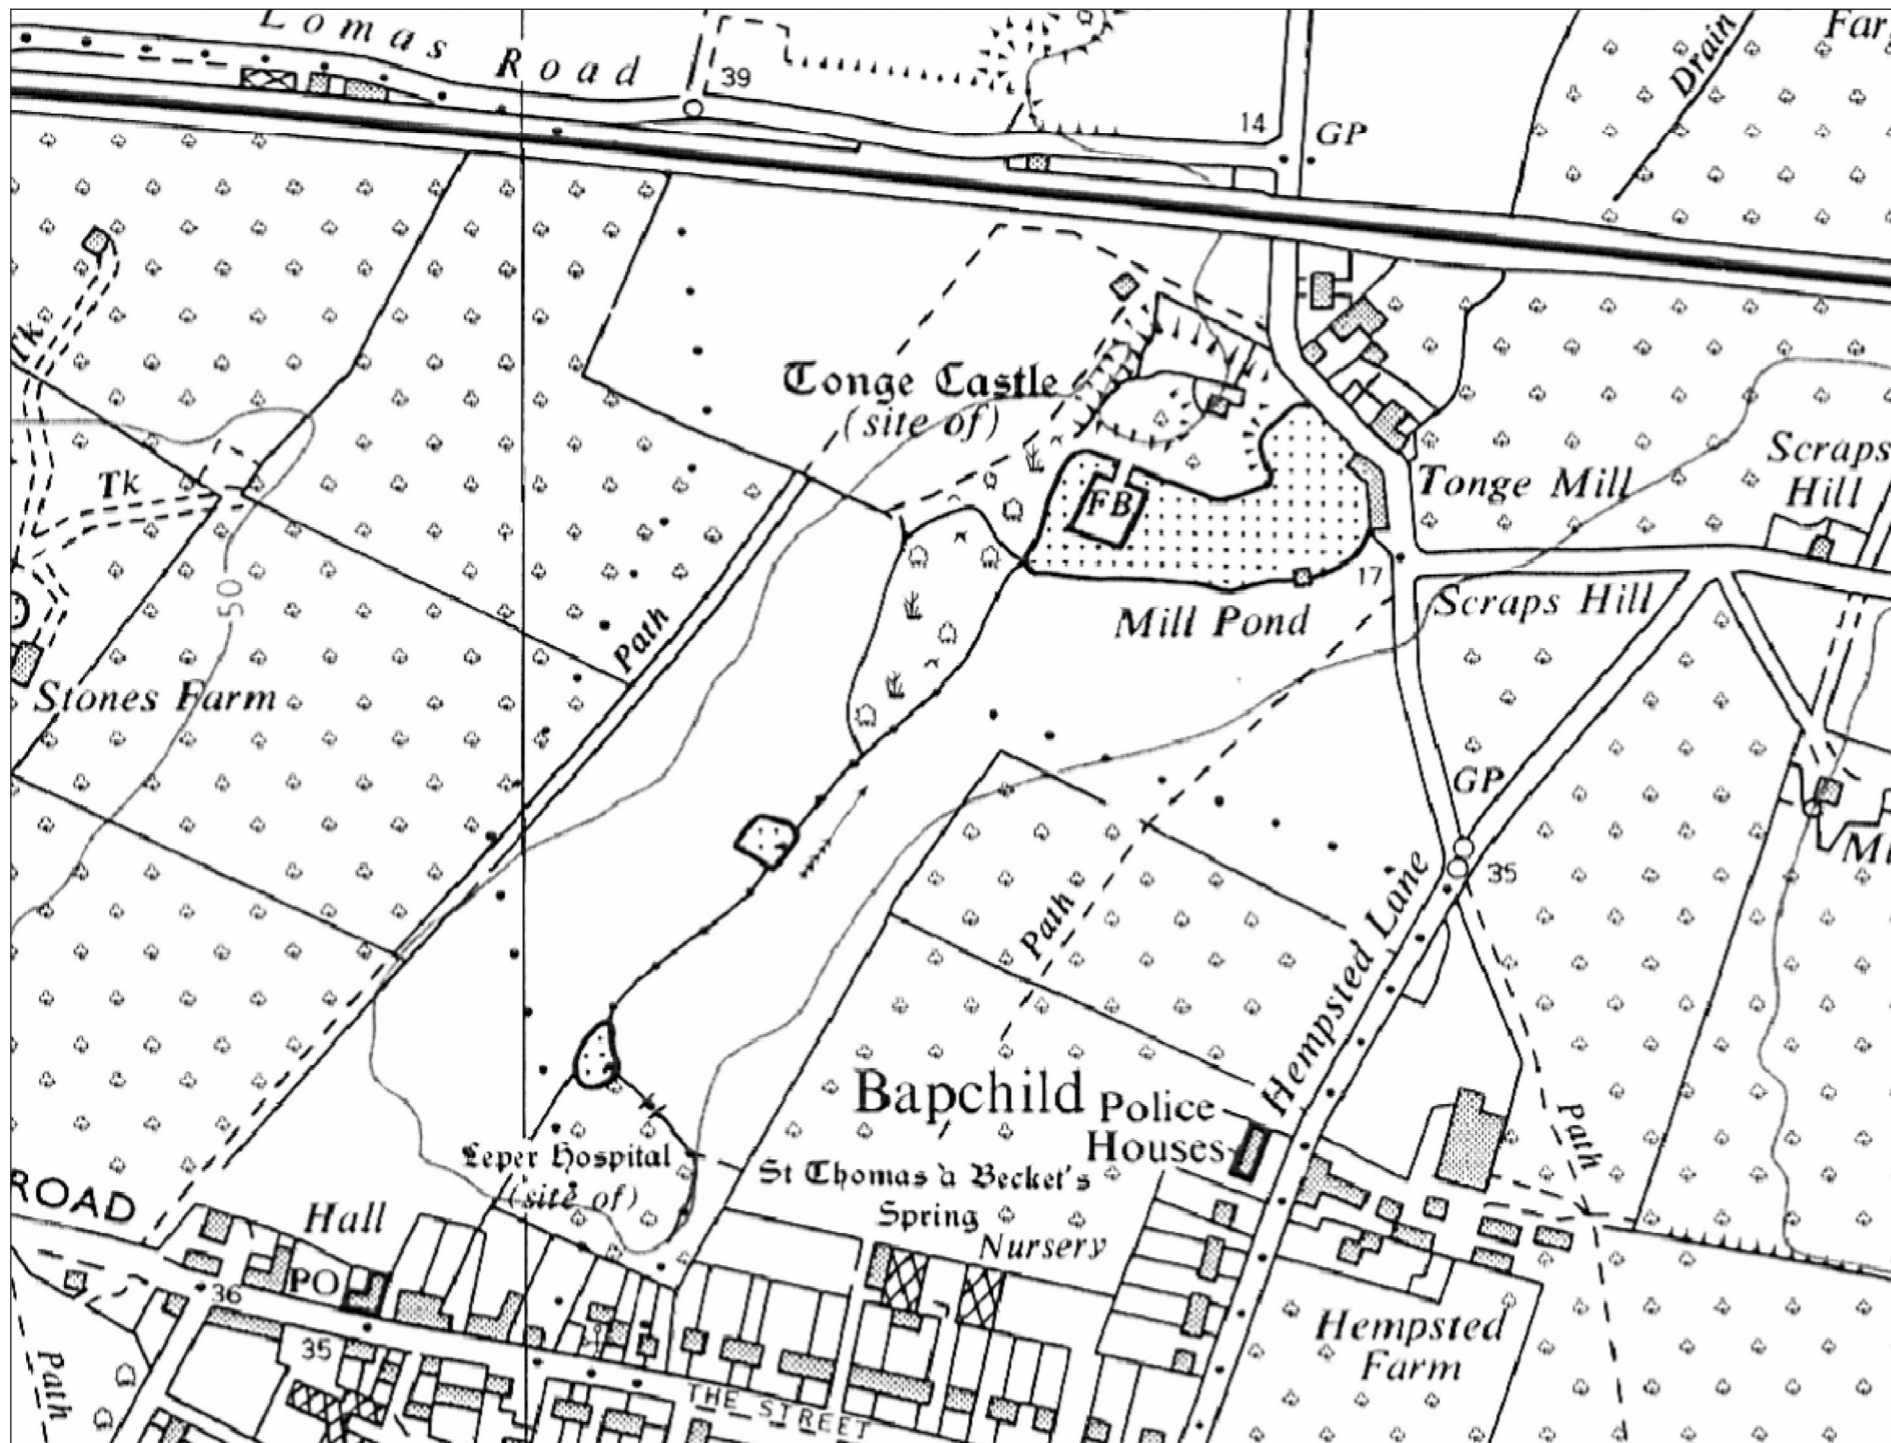 Lomas Road
39
14
GP
Drain
Tk
Tonge Castle
(site of)
Tk
FB
Tonge Mill
Scraps
Hill
50
17
Scraps Hill
Mill Pond
Path
Stones Farm
GP
35
Path
Hempsted Lane
Bapchild
Police
Houses
Path
Leper Hospital
(site of)
St Thomas à Becket's
Spring
Nursery
ROAD
Hall
PO
36
35
Hempsted
Farm
Path
THE STREET